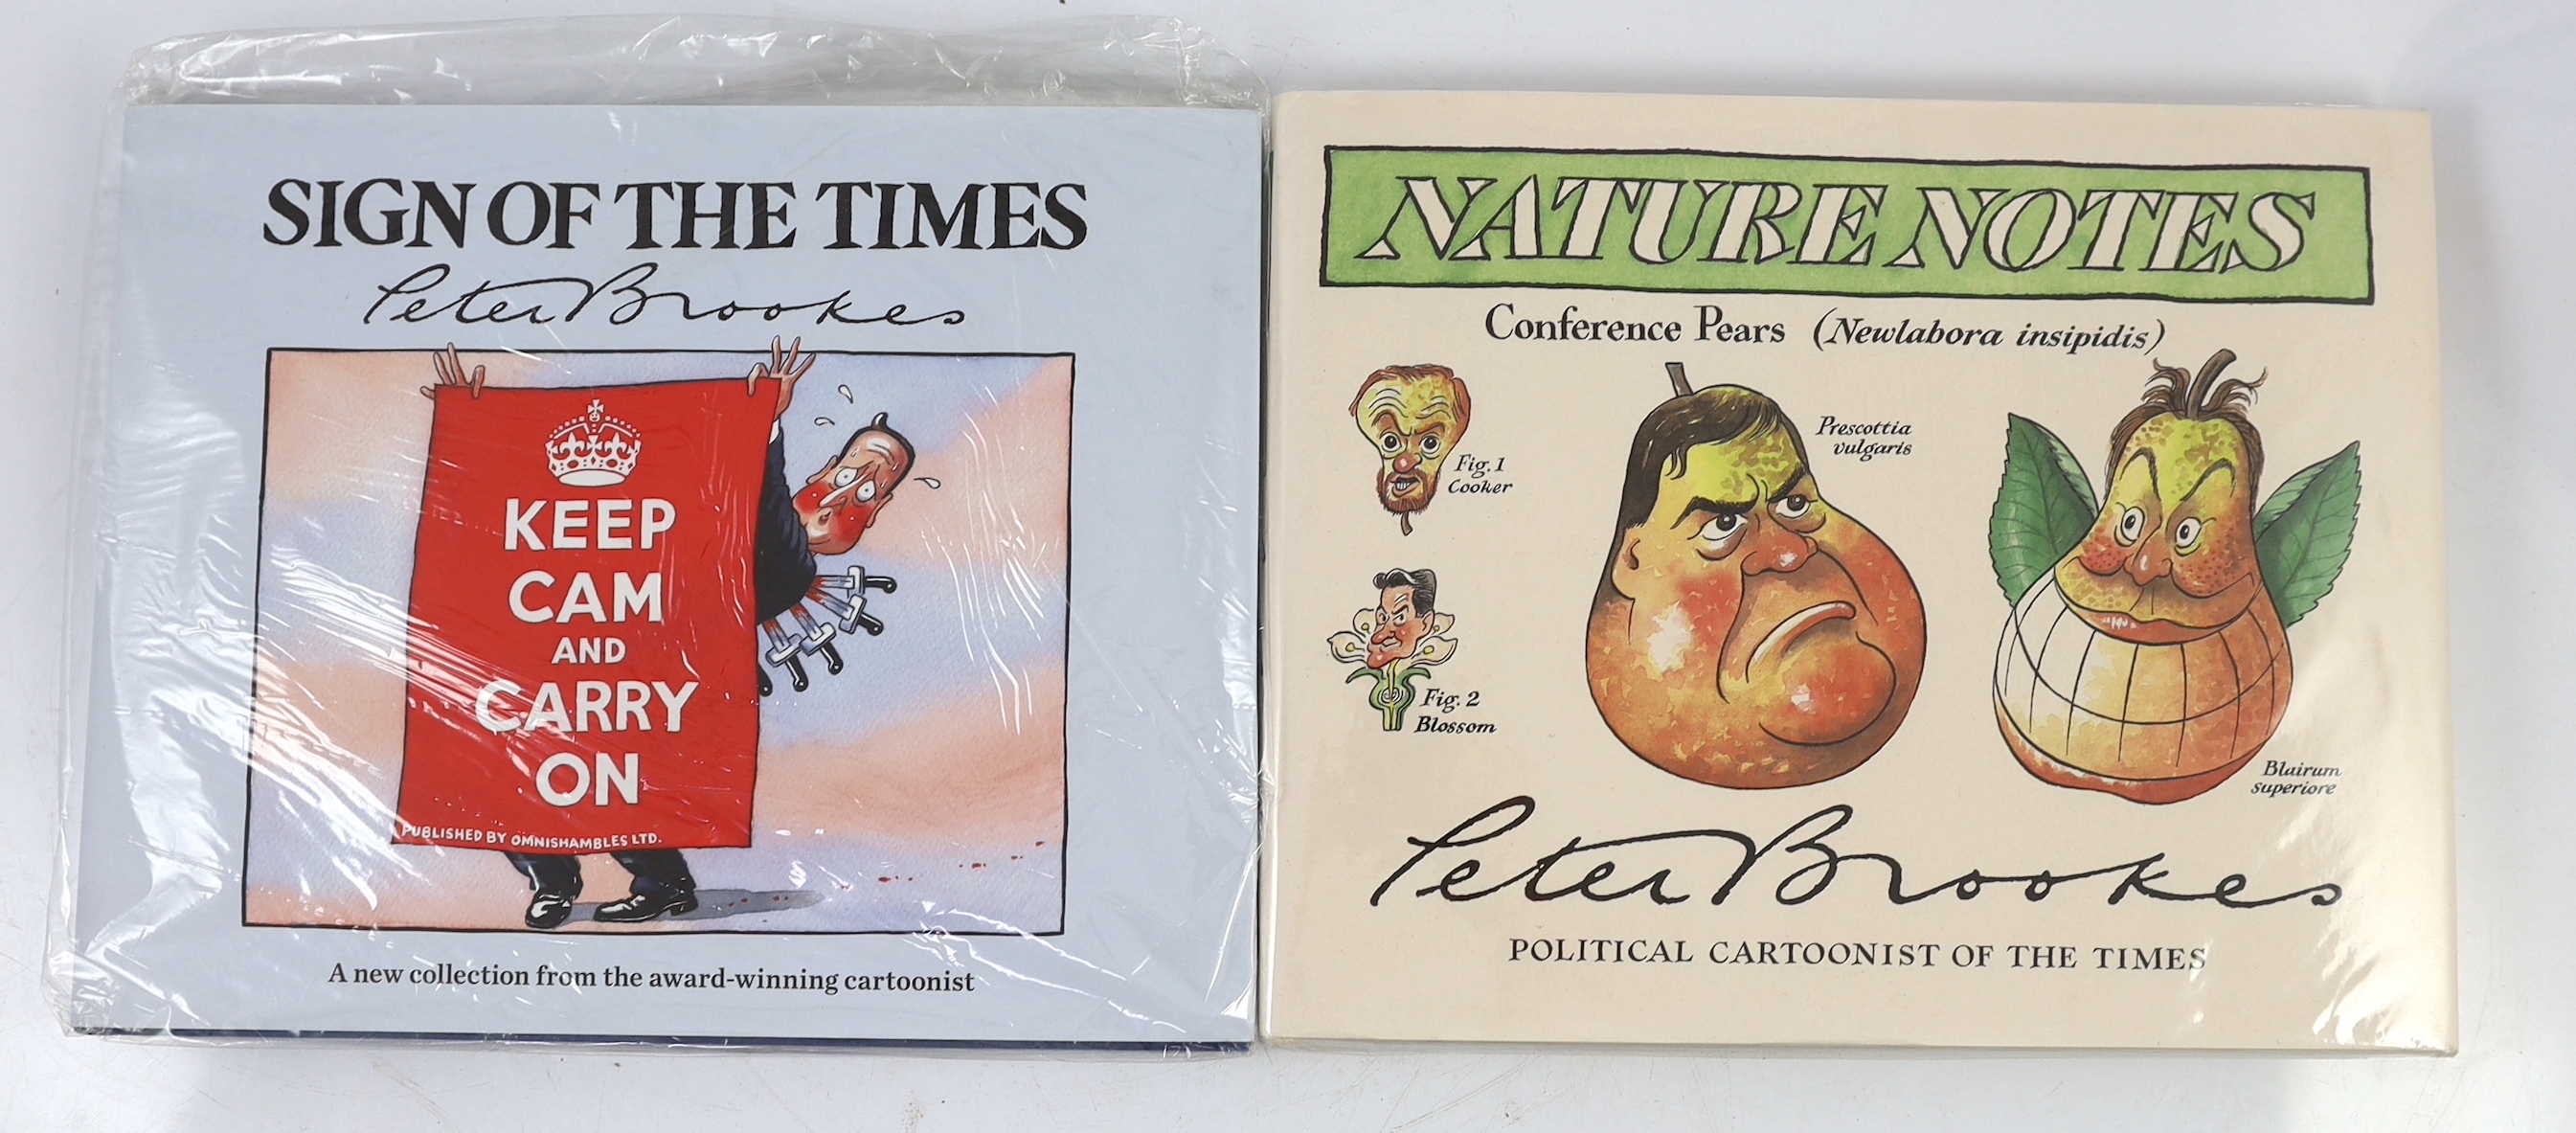 SIGN OF THE TIMES
Peter Brookes
KEEP
CAM
AND
CARRY
ON
PUBLISHED BY OMNISHAMBLES LTD.
A new collection from the award-winning cartoonist
NATURE NOTES
Conference Pears (Newlabora insipidis)
Fig. 1
Cooker
Prescottia
vulgaris
Fig. 2
Blossom
Blairum
superiore
Peter Brookes
POLITICAL CARTOONIST OF THE TIMES